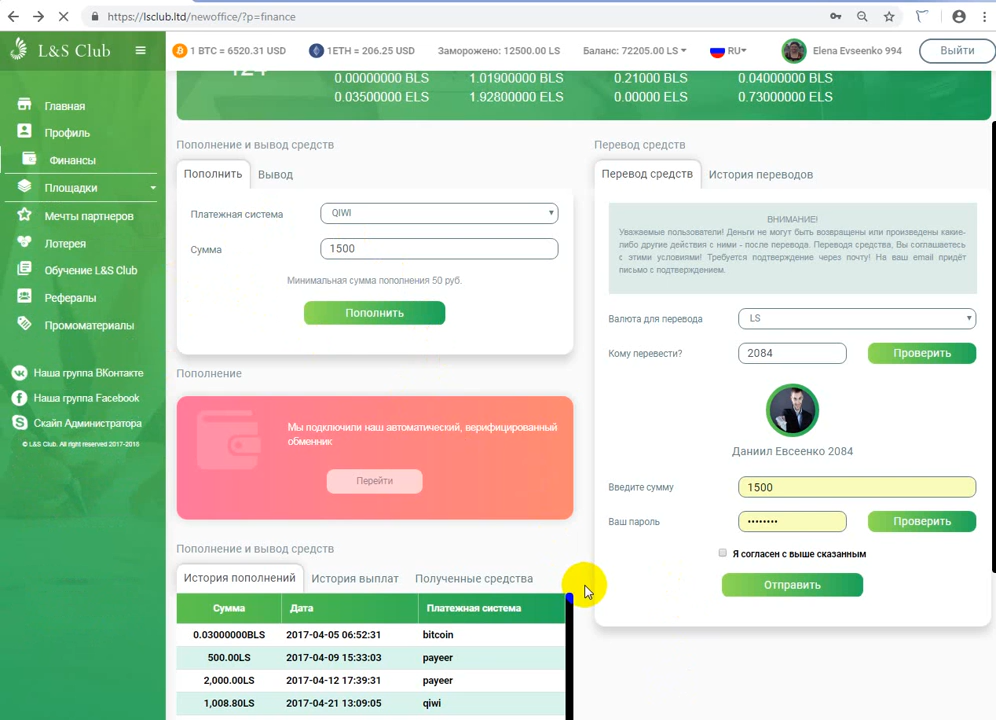 https://lsclub.ltd/newoffice/?p=finance
L&S Club
1 BTC = 6520.31 USD
1ETH = 206.25 USD
Заморожено: 12500.00 LS
Баланс: 72205.00 LS
RU
Elena Evseenko 994
Выйти
0.00000000 BLS 1.01900000 ELS 0.21000 BLS 0.04000000 BLS
0.03500000 ELS 1.92800000 ELS 0.00000 ELS 0.73000000 ELS
Главная
Профиль
Финансы
Площадки
Мечты партнеров
Лотерея
Обучение L&S Club
Рефералы
Промоматериалы
Наша группа ВКонтакте
Наша группа Facebook
Скайп Администратора
© L&S Club. All right reserved 2017-2018
Пополнение и вывод средств
Пополнить Вывод
Платежная система QIWI
Сумма 1500
Минимальная сумма пополнения 50 руб.
Пополнить
Пополнение
Мы подключили наш автоматический, верифицированный
обменник
Перейти
Пополнение и вывод средств
История пополнений История выплат Полученные средства
Сумма Дата Платежная система
0.03000000BLS 2017-04-05 06:52:31 bitcoin
500.00LS 2017-04-09 15:33:03 payeer
2,000.00LS 2017-04-12 17:39:31 payeer
1,008.80LS 2017-04-21 13:09:05 qiwi
Перевод средств
Перевод средств История переводов
ВНИМАНИЕ!
Уважаемые пользователи! Деньги не могут быть возвращены или произведены какие-
либо другие действия с ними - после перевода. Переводя средства, Вы соглашаетесь
с этими условиями! Требуется подтверждение через почту! На ваш email придёт
письмо с подтверждением.
Валюта для перевода LS
Кому перевести? 2084 Проверить
Даниил Евсеенко 2084
Введите сумму 1500
Ваш пароль •••••••• Проверить
Я согласен с выше сказанным
Отправить